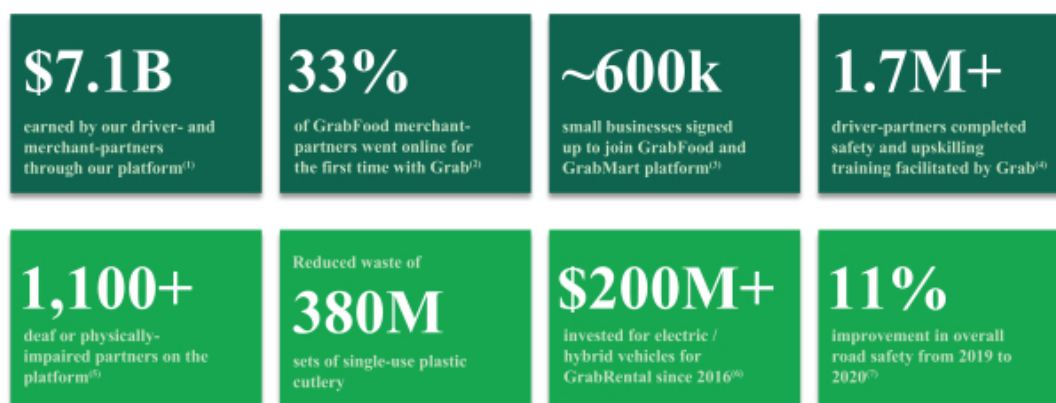 $7.1B
earned by our driver- and
merchant-partners
through our platform(1)
33%
of GrabFood merchant-
partners went online for
the first time with Grab(2)
~600k
small businesses signed
up to join GrabFood and
GrabMart platform(3)
1.7M+
driver-partners completed
safety and upskilling
training facilitated by Grab(4)
1,100+
deaf or physically-
impaired partners on the
platform(5)
Reduced waste of
380M
sets of single-use plastic
cutlery
$200M+
invested for electric /
hybrid vehicles for
GrabRental since 2016(6)
11%
improvement in overall
road safety from 2019 to
2020(7)